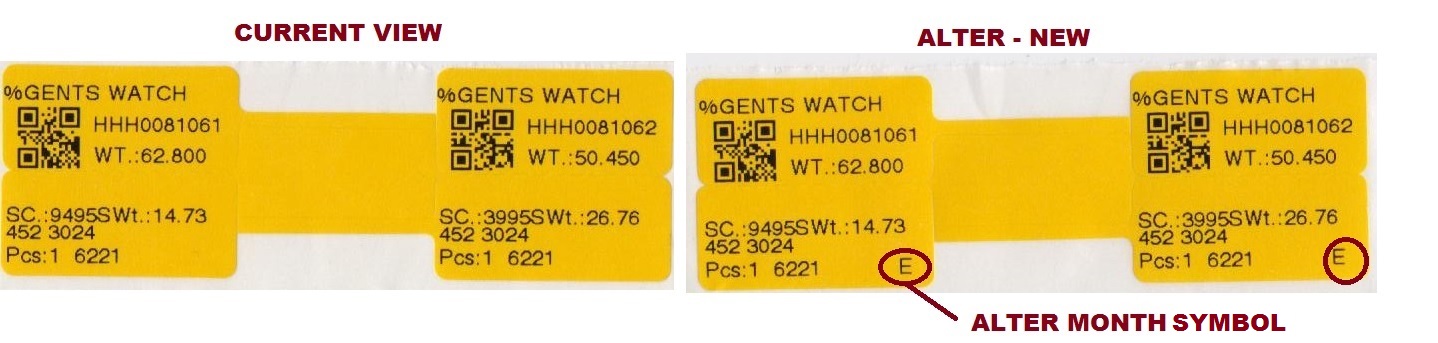 CURRENT VIEW
%GENTS WATCH
HHH0081061
WT.:62.800
SC.:9495SWt.:14.73
452 3024
Pcs:1 6221
%GENTS WATCH
HHH0081062
WT.:50.450
SC.:3995SWt.:26.76
452 3024
Pcs:1 6221
ALTER - NEW
%GENTS WATCH
HHH0081061
WT.:62.800
SC.:9495SWt.:14.73
452 3024
Pcs:1 6221 E
%GENTS WATCH
HHH0081062
WT.:50.450
SC.:3995SWt.:26.76
452 3024
Pcs:1 6221 E
ALTER MONTH SYMBOL